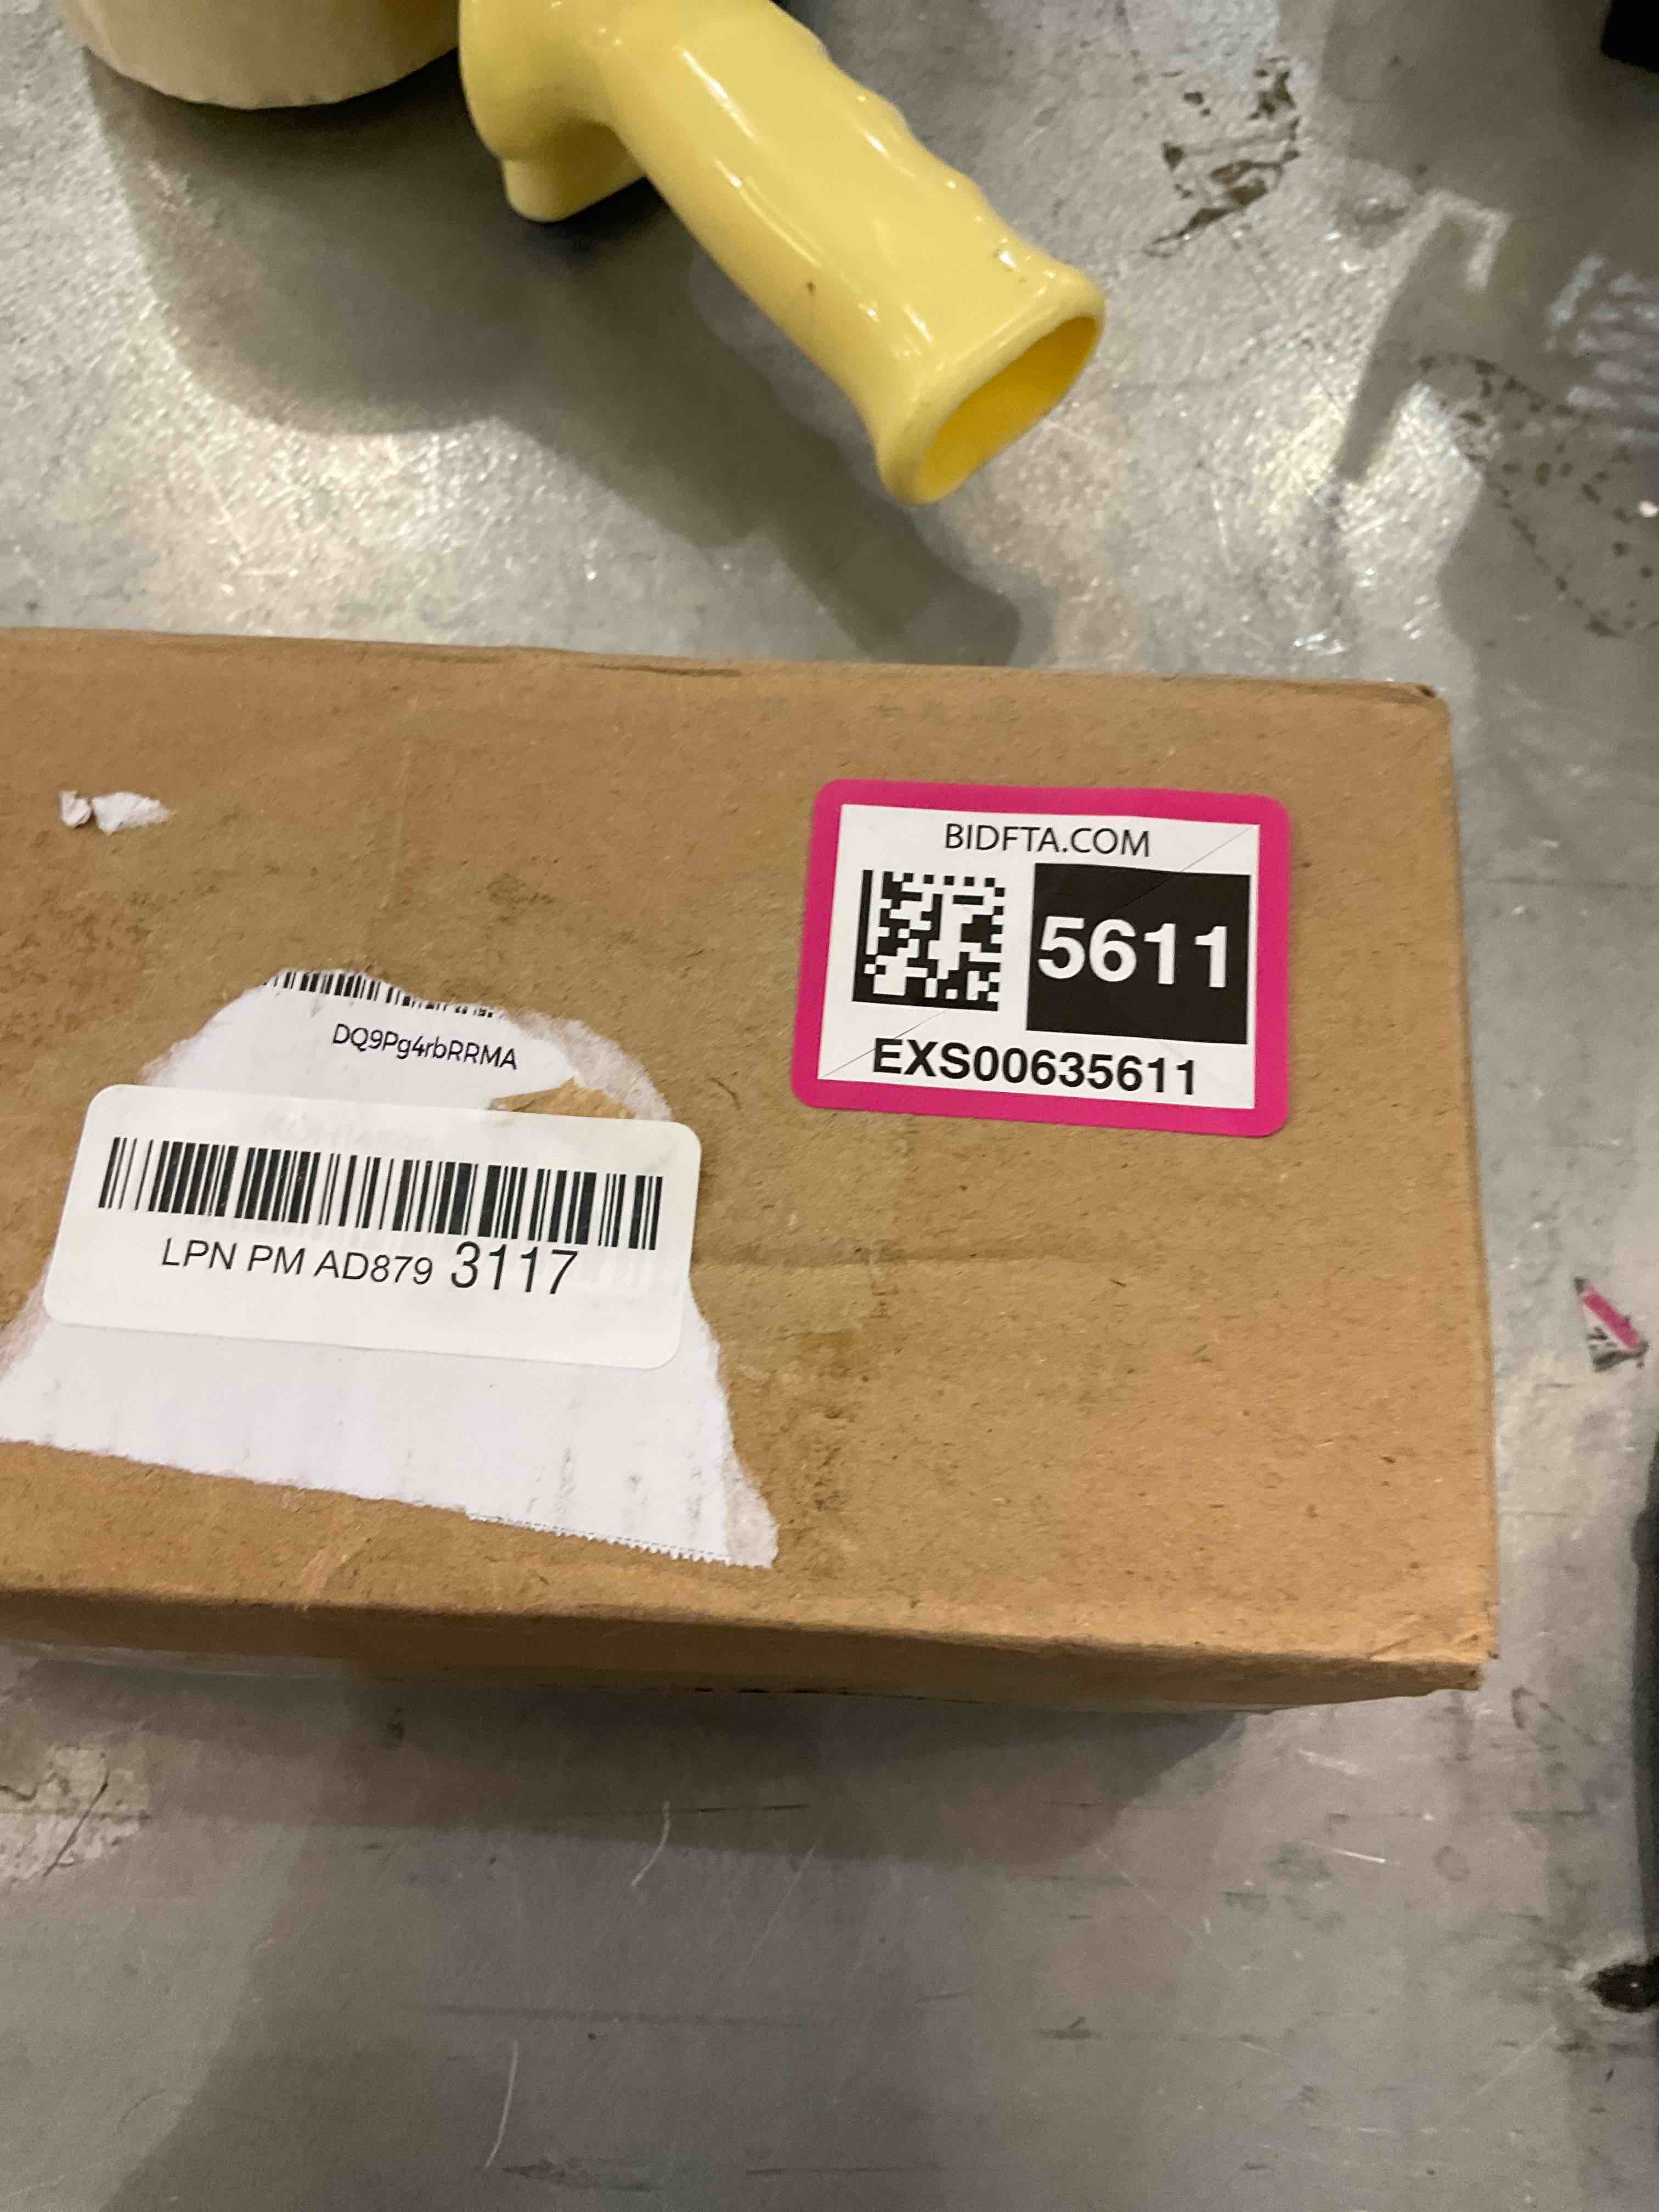 BIDFTA.COM
5611
EXS00635611
DQ9Pg4rbRRMA
LPN PM AD879 3117